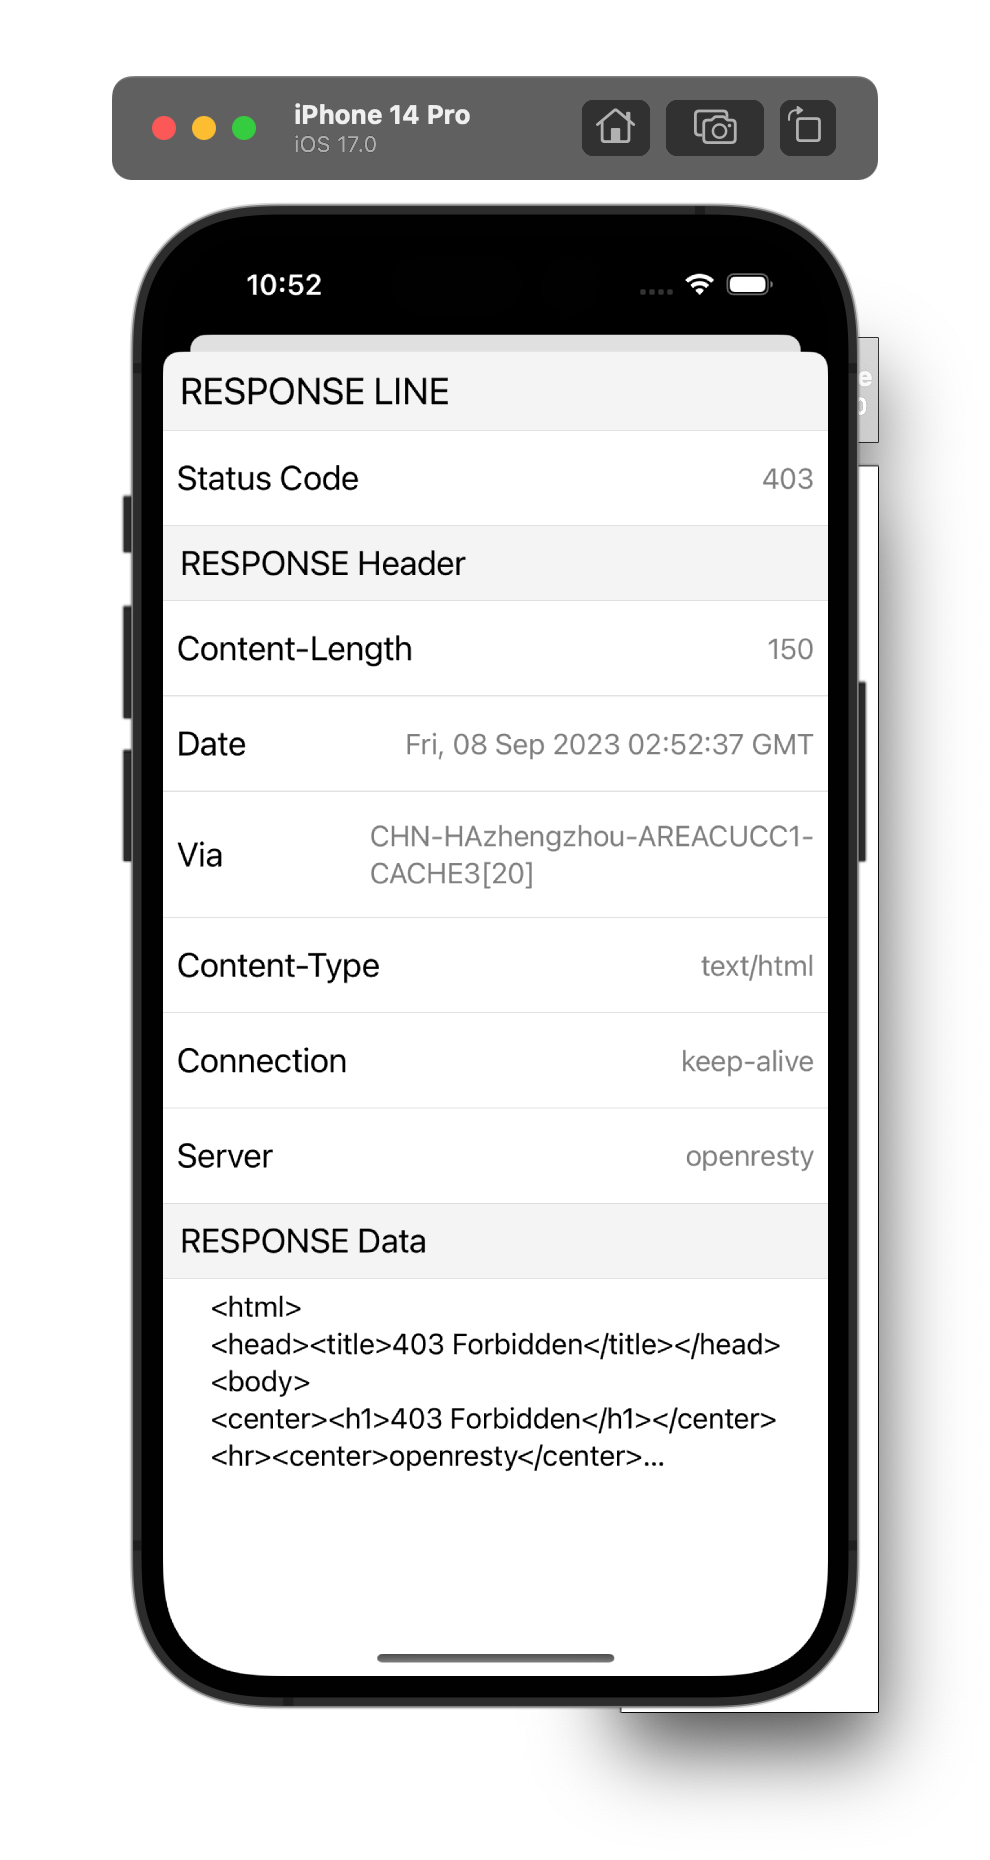 iPhone 14 Pro
iOS 17.0
10:52
RESPONSE LINE
Status Code 403
RESPONSE Header
Content-Length 150
Date Fri, 08 Sep 2023 02:52:37 GMT
Via CHN-HAzhengzhou-AREACUCC1-
CACHE3[20]
Content-Type text/html
Connection keep-alive
Server openresty
RESPONSE Data
<html>
<head><title>403 Forbidden</title></head>
<body>
<center><h1>403 Forbidden</h1></center>
<hr><center>openresty</center>...